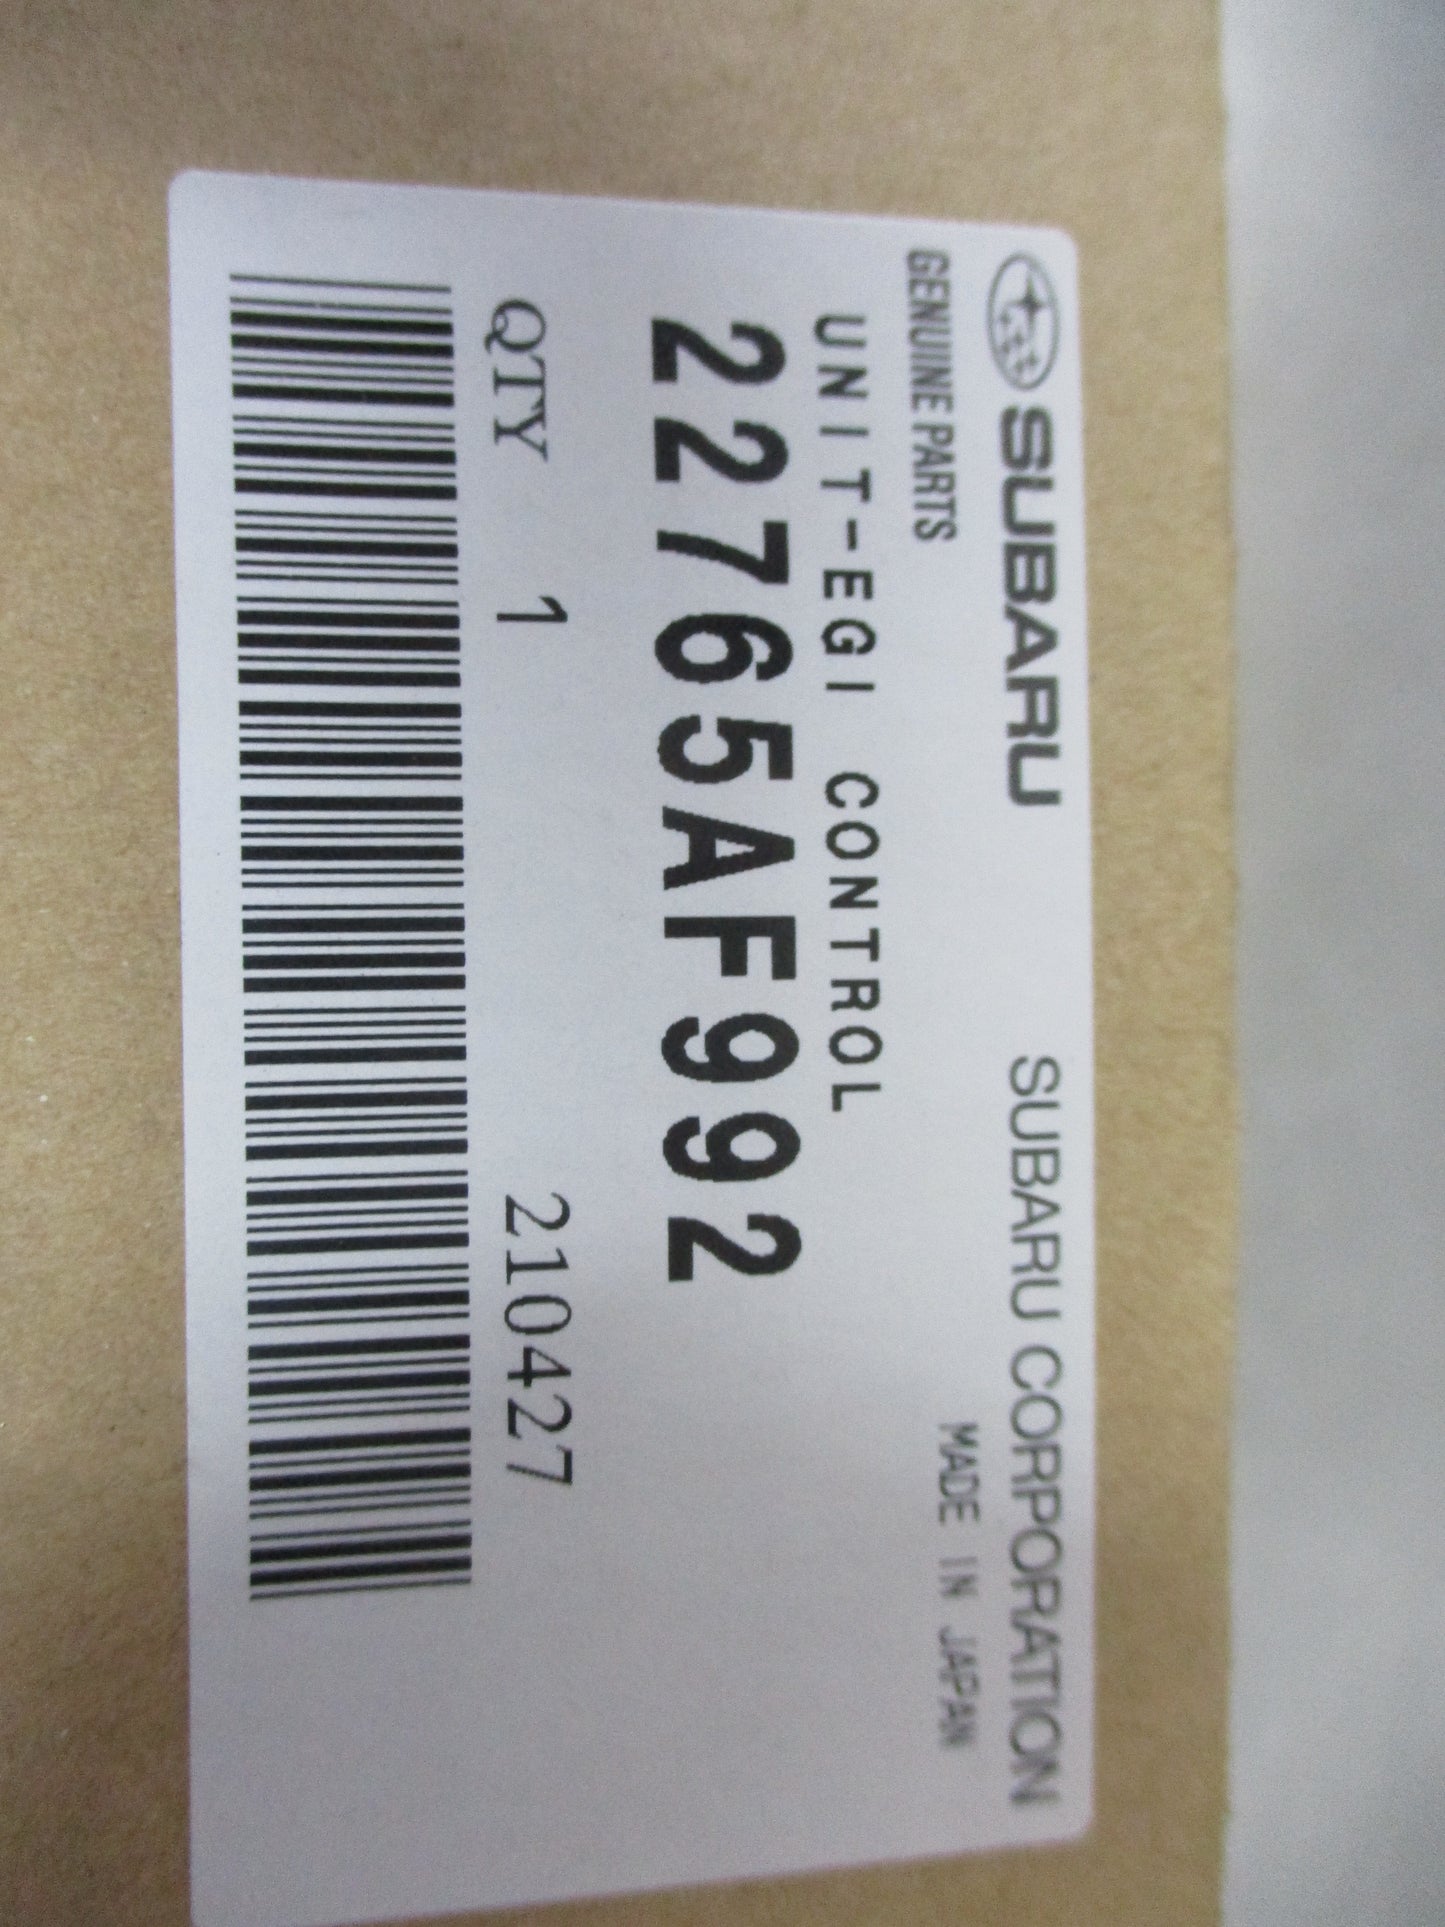 SUBARU SUBARU CORPORATION
GENUINE PARTS MADE IN JAPAN
UNIT-EGI CONTROL
22765AF992
QTY 1 210427